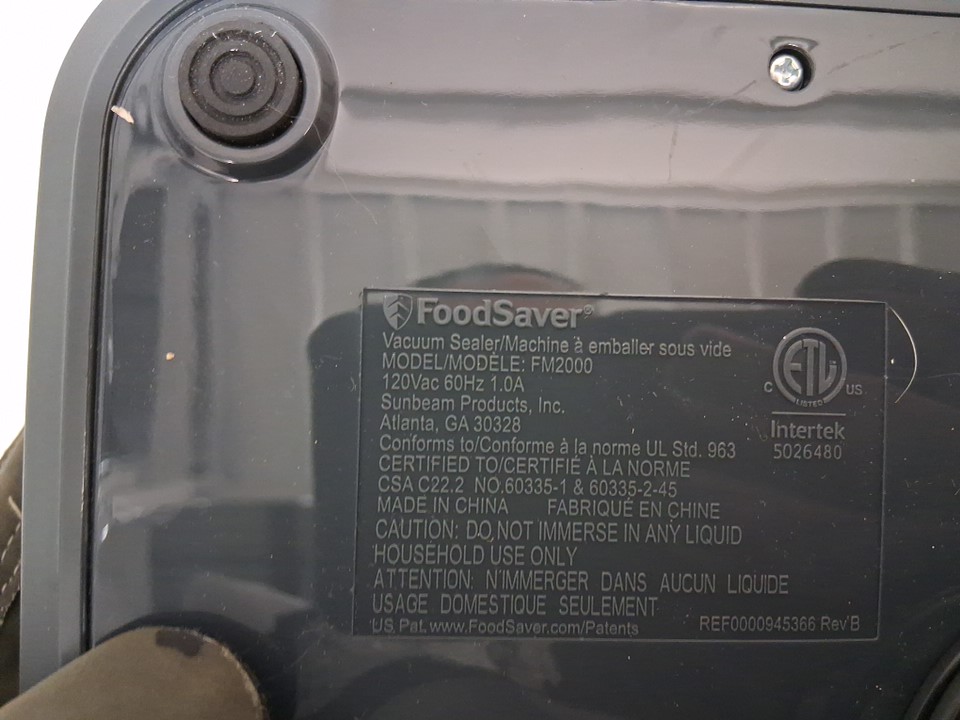 FoodSaver®
Vacuum Sealer/Machine à emballer sous vide
MODEL/MODÈLE: FM2000
120Vac 60Hz 1.0A
Sunbeam Products, Inc.
Atlanta, GA 30328
Conforms to/Conforme à la norme UL Std. 963
CERTIFIED TO/CERTIFIÉ À LA NORME
CSA C22.2 NO.60335-1 & 60335-2-45
MADE IN CHINA FABRIQUÉ EN CHINE
CAUTION: DO NOT IMMERSE IN ANY LIQUID
HOUSEHOLD USE ONLY
ATTENTION: N'IMMERGER DANS AUCUN LIQUIDE
USAGE DOMESTIQUE SEULEMENT
US Pat. www.FoodSaver.com/Patents
REF0000945366 Rev B
ETL
C US
LISTED
Intertek
5026480